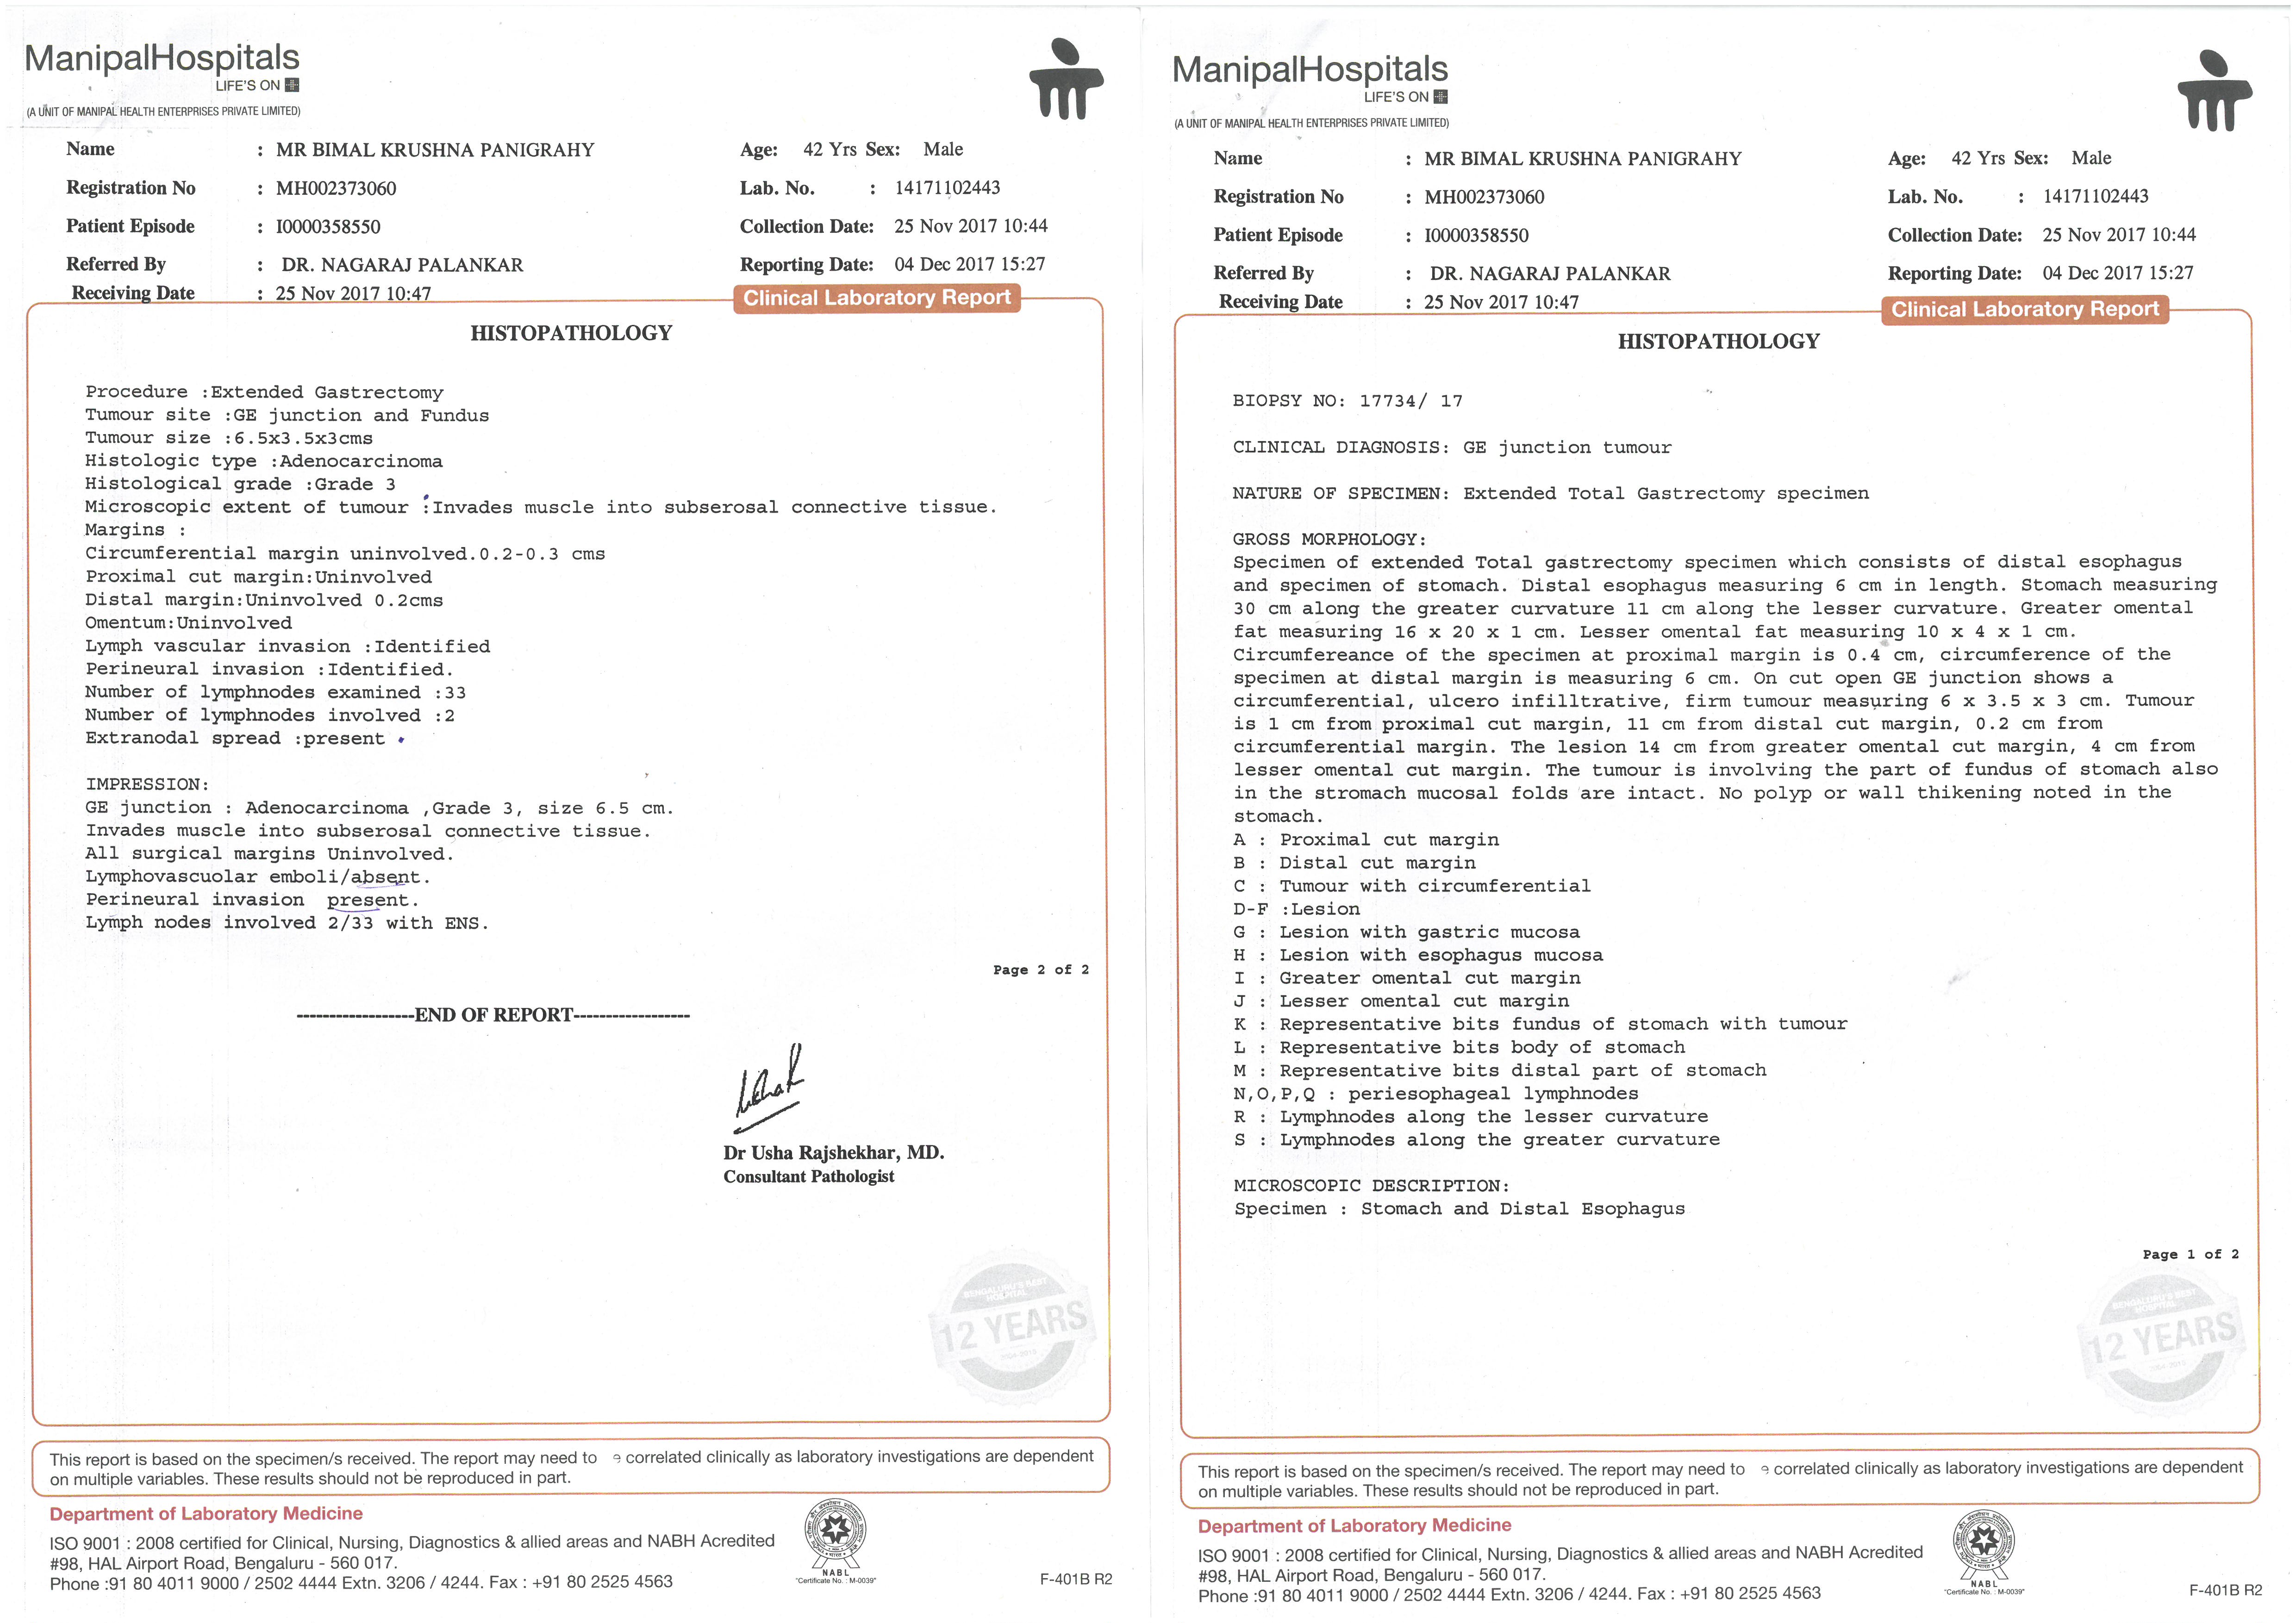 ManipalHospitals
LIFE'S ON
(A UNIT OF MANIPAL HEALTH ENTERPRISES PRIVATE LIMITED)
Name : MR BIMAL KRUSHNA PANIGRAHY Age: 42 Yrs Sex: Male
Registration No : MH002373060 Lab. No. : 14171102443
Patient Episode : I0000358550 Collection Date: 25 Nov 2017 10:44
Referred By : DR. NAGARAJ PALANKAR Reporting Date: 04 Dec 2017 15:27
Receiving Date : 25 Nov 2017 10:47
Clinical Laboratory Report
HISTOPATHOLOGY
Procedure :Extended Gastrectomy
Tumour site :GE junction and Fundus
Tumour size :6.5x3.5x3cms
Histologic type :Adenocarcinoma
Histological grade :Grade 3
Microscopic extent of tumour :Invades muscle into subserosal connective tissue.
Margins :
Circumferential margin uninvolved.0.2-0.3 cms
Proximal cut margin:Uninvolved
Distal margin:Uninvolved 0.2cms
Omentum:Uninvolved
Lymph vascular invasion :Identified
Perineural invasion :Identified.
Number of lymphnodes examined :33
Number of lymphnodes involved :2
Extranodal spread :present
IMPRESSION:
GE junction : Adenocarcinoma ,Grade 3, size 6.5 cm.
Invades muscle into subserosal connective tissue.
All surgical margins Uninvolved.
Lymphovascuolar emboli/absent.
Perineural invasion present.
Lymph nodes involved 2/33 with ENS.
Page 2 of 2
------------------END OF REPORT------------------
Dr Usha Rajshekhar, MD.
Consultant Pathologist
BENGALURU'S BEST
HOSPITAL
12 YEARS
This report is based on the specimen/s received. The report may need to e correlated clinically as laboratory investigations are dependent
on multiple variables. These results should not be reproduced in part.
Department of Laboratory Medicine
ISO 9001 : 2008 certified for Clinical, Nursing, Diagnostics & allied areas and NABH Acredited
#98, HAL Airport Road, Bengaluru - 560 017.
Phone :91 80 4011 9000 / 2502 4444 Extn. 3206 / 4244. Fax : +91 80 2525 4563
NABL
"Certificate No. : M-0039"
F-401B R2
ManipalHospitals
LIFE'S ON
(A UNIT OF MANIPAL HEALTH ENTERPRISES PRIVATE LIMITED)
Name : MR BIMAL KRUSHNA PANIGRAHY Age: 42 Yrs Sex: Male
Registration No : MH002373060 Lab. No. : 14171102443
Patient Episode : I0000358550 Collection Date: 25 Nov 2017 10:44
Referred By : DR. NAGARAJ PALANKAR Reporting Date: 04 Dec 2017 15:27
Receiving Date : 25 Nov 2017 10:47
Clinical Laboratory Report
HISTOPATHOLOGY
BIOPSY NO: 17734/ 17
CLINICAL DIAGNOSIS: GE junction tumour
NATURE OF SPECIMEN: Extended Total Gastrectomy specimen
GROSS MORPHOLOGY:
Specimen of extended Total gastrectomy specimen which consists of distal esophagus
and specimen of stomach. Distal esophagus measuring 6 cm in length. Stomach measuring
30 cm along the greater curvature 11 cm along the lesser curvature. Greater omental
fat measuring 16 x 20 x 1 cm. Lesser omental fat measuring 10 x 4 x 1 cm.
Circumfereance of the specimen at proximal margin is 0.4 cm, circumference of the
specimen at distal margin is measuring 6 cm. On cut open GE junction shows a
circumferential, ulcero infilltrative, firm tumour measuring 6 x 3.5 x 3 cm. Tumour
is 1 cm from proximal cut margin, 11 cm from distal cut margin, 0.2 cm from
circumferential margin. The lesion 14 cm from greater omental cut margin, 4 cm from
lesser omental cut margin. The tumour is involving the part of fundus of stomach also
in the stromach mucosal folds are intact. No polyp or wall thikening noted in the
stomach.
A : Proximal cut margin
B : Distal cut margin
C : Tumour with circumferential
D-F :Lesion
G : Lesion with gastric mucosa
H : Lesion with esophagus mucosa
I : Greater omental cut margin
J : Lesser omental cut margin
K : Representative bits fundus of stomach with tumour
L : Representative bits body of stomach
M : Representative bits distal part of stomach
N,O,P,Q : periesophageal lymphnodes
R : Lymphnodes along the lesser curvature
S : Lymphnodes along the greater curvature
MICROSCOPIC DESCRIPTION:
Specimen : Stomach and Distal Esophagus
Page 1 of 2
BENGALURU'S BEST
HOSPITAL
12 YEARS
This report is based on the specimen/s received. The report may need to e correlated clinically as laboratory investigations are dependent
on multiple variables. These results should not be reproduced in part.
Department of Laboratory Medicine
ISO 9001 : 2008 certified for Clinical, Nursing, Diagnostics & allied areas and NABH Acredited
#98, HAL Airport Road, Bengaluru - 560 017.
Phone :91 80 4011 9000 / 2502 4444 Extn. 3206 / 4244. Fax : +91 80 2525 4563
NABL
"Certificate No. : M-0039"
F-401B R2